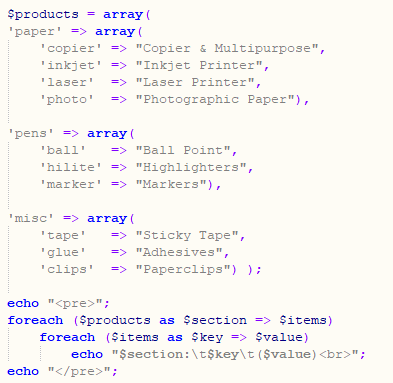 $products = array(
'paper' => array(
    'copier' => "Copier & Multipurpose",
    'inkjet' => "Inkjet Printer",
    'laser'  => "Laser Printer",
    'photo'  => "Photographic Paper"),
'pens' => array(
    'ball'   => "Ball Point",
    'hilite' => "Highlighters",
    'marker' => "Markers"),
'misc' => array(
    'tape'   => "Sticky Tape",
    'glue'   => "Adhesives",
    'clips'  => "Paperclips") );
echo "<pre>";
foreach ($products as $section => $items)
    foreach ($items as $key => $value)
        echo "$section:\t$key\t($value)<br>";
echo "</pre>";